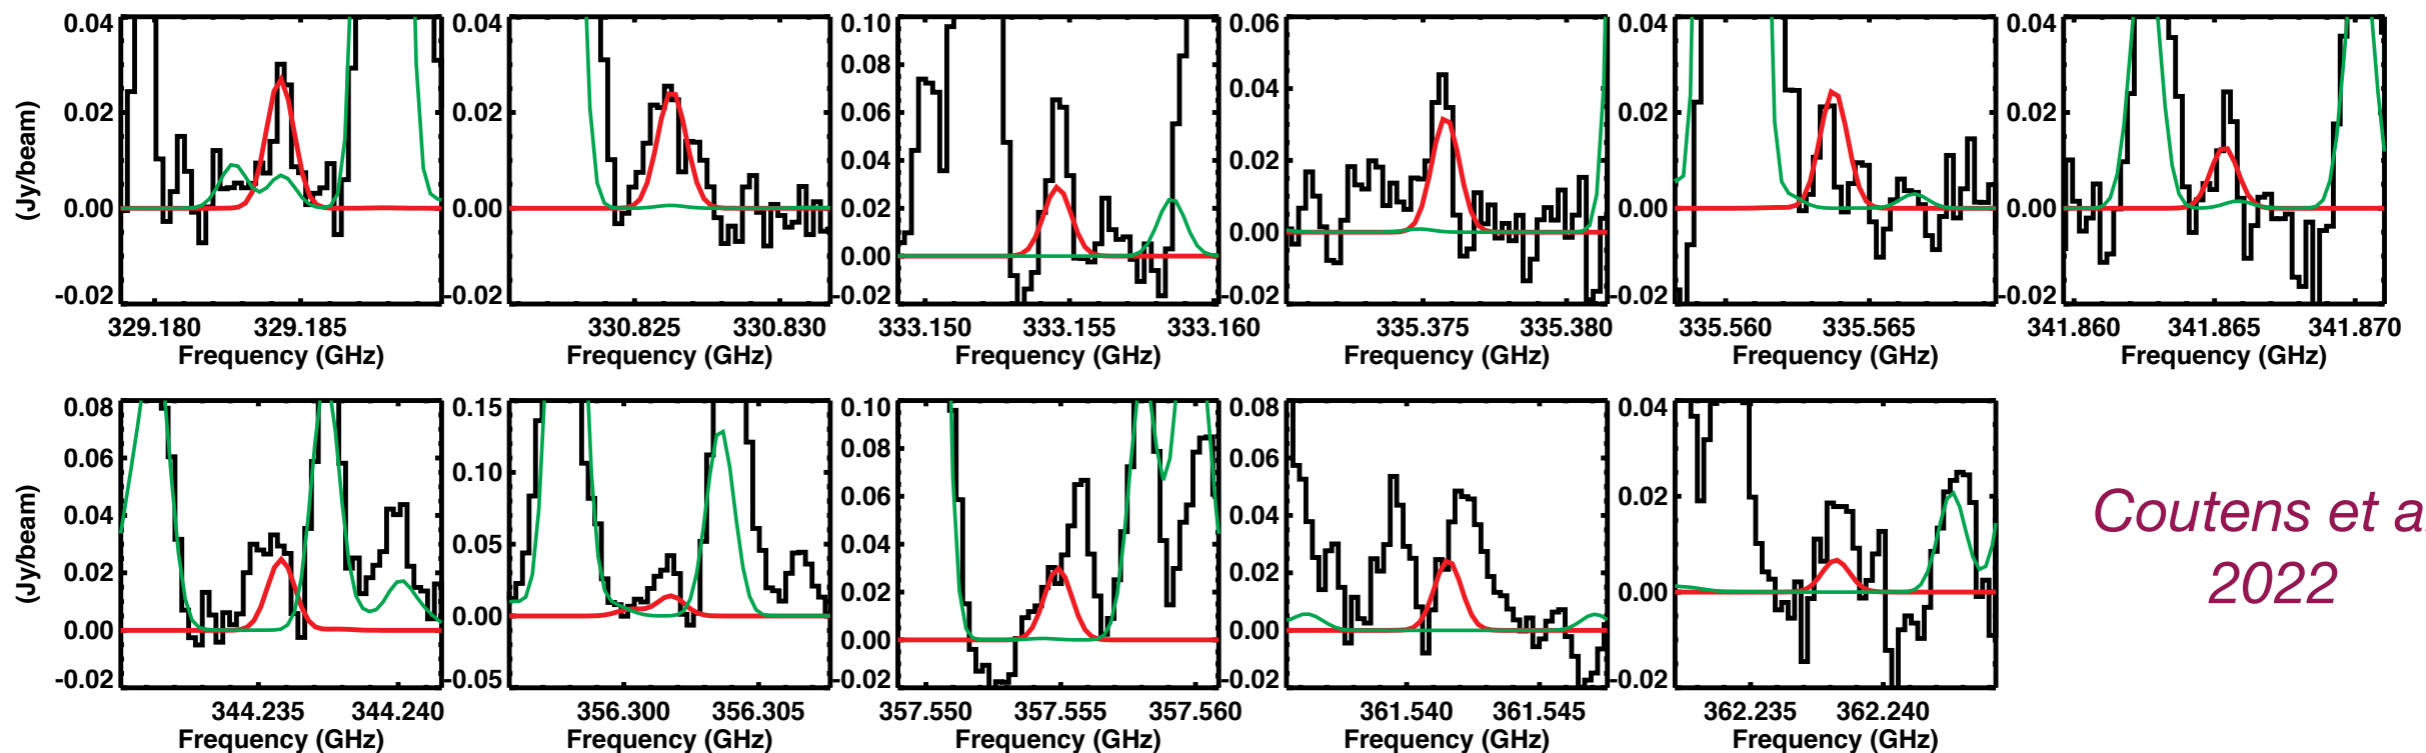 0.04 0.04 0.10 0.06 0.04 0.04
0.08
0.02 0.02 0.06 0.04 0.02 0.02
0.04 0.02
0.00 0.00 0.02 0.00 0.00
0.00 0.00
-0.02 -0.02 -0.02 -0.02 -0.02 -0.02
(Jy/beam)
329.180 329.185 330.825 330.830 333.150 333.155 333.160 335.375 335.380 335.560 335.565 341.860 341.865 341.870
Frequency (GHz) Frequency (GHz) Frequency (GHz) Frequency (GHz) Frequency (GHz) Frequency (GHz)
0.08 0.15 0.10 0.08 0.04
0.06 0.10 0.08 0.06
0.04 0.06 0.04 0.02
0.02 0.05 0.04 0.02
0.00 0.00 0.02 0.00 0.00
0.00
-0.02 -0.05 -0.02 -0.02 -0.02
(Jy/beam)
344.235 344.240 356.300 356.305 357.550 357.555 357.560 361.540 361.545 362.235 362.240
Frequency (GHz) Frequency (GHz) Frequency (GHz) Frequency (GHz) Frequency (GHz)
Coutens et a
2022